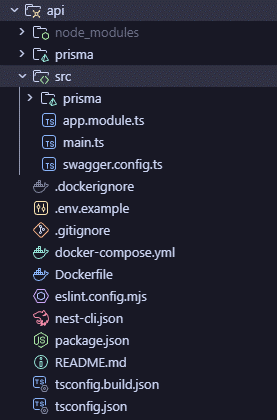 api
node_modules
prisma
src
prisma
app.module.ts
TS main.ts
TS swagger.config.ts
.dockerignore
.env.example
.gitignore
docker-compose.yml
Dockerfile
eslint.config.mjs
nest-cli.json
package.json
README.md
TS tsconfig.build.json
TS tsconfig.json